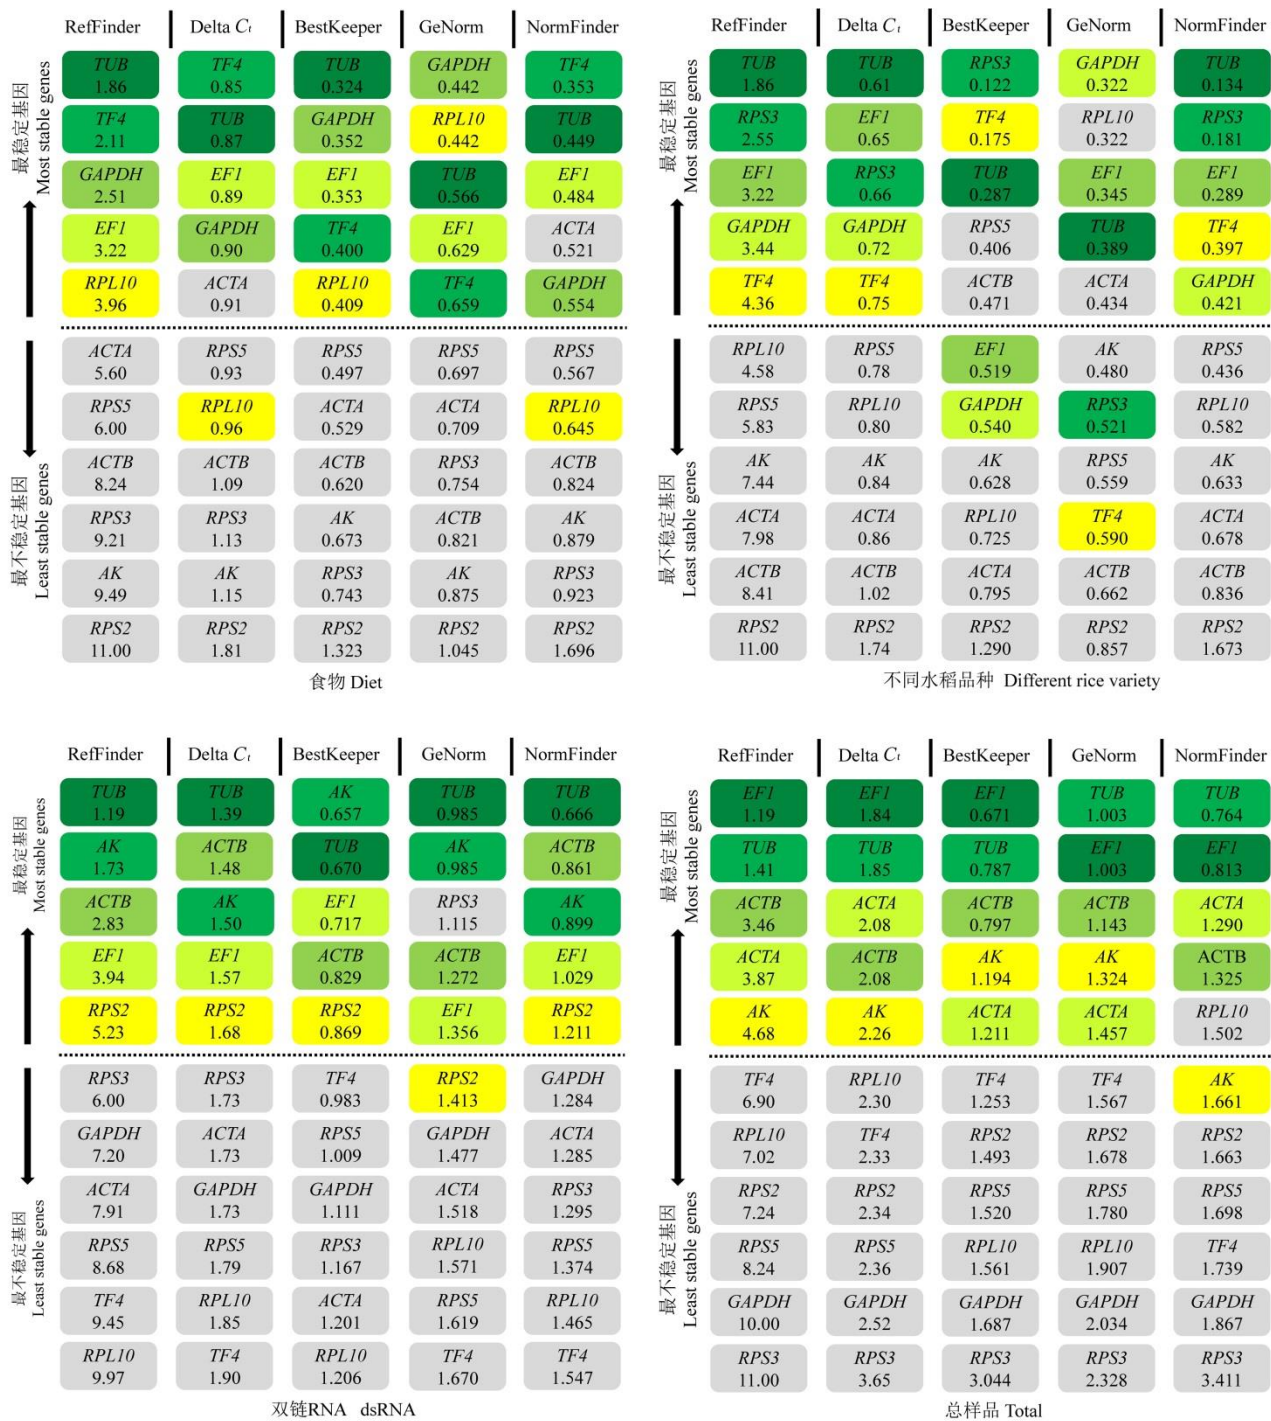 RefFinder Delta Ct BestKeeper GeNorm NormFinder
最稳定基因
Most stable genes
最不稳定基因
Least stable genes
TUB TF4 TUB GAPDH TF4
1.86 0.85 0.324 0.442 0.353
TF4 TUB GAPDH RPL10 TUB
2.11 0.87 0.352 0.442 0.449
GAPDH EF1 EF1 TUB EF1
2.51 0.89 0.353 0.566 0.484
EF1 GAPDH TF4 EF1 ACTA
3.22 0.90 0.400 0.629 0.521
RPL10 ACTA RPL10 TF4 GAPDH
3.96 0.91 0.409 0.659 0.554
ACTA RPS5 RPS5 RPS5 RPS5
5.60 0.93 0.497 0.697 0.567
RPS5 RPL10 ACTA ACTA RPL10
6.00 0.96 0.529 0.709 0.645
ACTB ACTB ACTB RPS3 ACTB
8.24 1.09 0.620 0.754 0.824
RPS3 RPS3 AK ACTB AK
9.21 1.13 0.673 0.821 0.879
AK AK RPS3 AK RPS3
9.49 1.15 0.743 0.875 0.923
RPS2 RPS2 RPS2 RPS2 RPS2
11.00 1.81 1.323 1.045 1.696
食物 Diet
RefFinder Delta Ct BestKeeper GeNorm NormFinder
最稳定基因
Most stable genes
最不稳定基因
Least stable genes
TUB TUB RPS3 GAPDH TUB
1.86 0.61 0.122 0.322 0.134
RPS3 EF1 TF4 RPL10 RPS3
2.55 0.65 0.175 0.322 0.181
EF1 RPS3 TUB EF1 EF1
3.22 0.66 0.287 0.345 0.289
GAPDH GAPDH RPS5 TUB TF4
3.44 0.72 0.406 0.389 0.397
TF4 TF4 ACTB ACTA GAPDH
4.36 0.75 0.471 0.434 0.421
RPL10 RPS5 EF1 AK RPS5
4.58 0.78 0.519 0.480 0.436
RPS5 RPL10 GAPDH RPS3 RPL10
5.83 0.80 0.540 0.521 0.582
AK AK AK RPS5 AK
7.44 0.84 0.628 0.559 0.633
ACTA ACTA RPL10 TF4 ACTA
7.98 0.86 0.725 0.590 0.678
ACTB ACTB ACTA ACTB ACTB
8.41 1.02 0.795 0.662 0.836
RPS2 RPS2 RPS2 RPS2 RPS2
11.00 1.74 1.290 0.857 1.673
不同水稻品种 Different rice variety
RefFinder Delta Ct BestKeeper GeNorm NormFinder
最稳定基因
Most stable genes
最不稳定基因
Least stable genes
TUB TUB AK TUB TUB
1.19 1.39 0.657 0.985 0.666
AK ACTB TUB AK ACTB
1.73 1.48 0.670 0.985 0.861
ACTB AK EF1 RPS3 AK
2.83 1.50 0.717 1.115 0.899
EF1 EF1 ACTB ACTB EF1
3.94 1.57 0.829 1.272 1.029
RPS2 RPS2 RPS2 EF1 RPS2
5.23 1.68 0.869 1.356 1.211
RPS3 RPS3 TF4 RPS2 GAPDH
6.00 1.73 0.983 1.413 1.284
GAPDH ACTA RPS5 GAPDH ACTA
7.20 1.73 1.009 1.477 1.285
ACTA GAPDH GAPDH ACTA RPS3
7.91 1.73 1.111 1.518 1.295
RPS5 RPS5 RPS3 RPL10 RPS5
8.68 1.79 1.167 1.571 1.374
TF4 RPL10 ACTA RPS5 RPL10
9.45 1.85 1.201 1.619 1.465
RPL10 TF4 RPL10 TF4 TF4
9.97 1.90 1.206 1.670 1.547
双链RNA dsRNA
RefFinder Delta Ct BestKeeper GeNorm NormFinder
最稳定基因
Most stable genes
最不稳定基因
Least stable genes
EF1 EF1 EF1 TUB TUB
1.19 1.84 0.671 1.003 0.764
TUB TUB TUB EF1 EF1
1.41 1.85 0.787 1.003 0.813
ACTB ACTA ACTB ACTB ACTA
3.46 2.08 0.797 1.143 1.290
ACTA ACTB AK AK ACTB
3.87 2.08 1.194 1.324 1.325
AK AK ACTA ACTA RPL10
4.68 2.26 1.211 1.457 1.502
TF4 RPL10 TF4 TF4 AK
6.90 2.30 1.253 1.567 1.661
RPL10 TF4 RPS2 RPS2 RPS2
7.02 2.33 1.493 1.678 1.663
RPS2 RPS2 RPS5 RPS5 RPS5
7.24 2.34 1.520 1.780 1.698
RPS5 RPS5 RPL10 RPL10 TF4
8.24 2.36 1.561 1.907 1.739
GAPDH GAPDH GAPDH GAPDH GAPDH
10.00 2.52 1.687 2.034 1.867
RPS3 RPS3 RPS3 RPS3 RPS3
11.00 3.65 3.044 2.328 3.411
总样品 Total